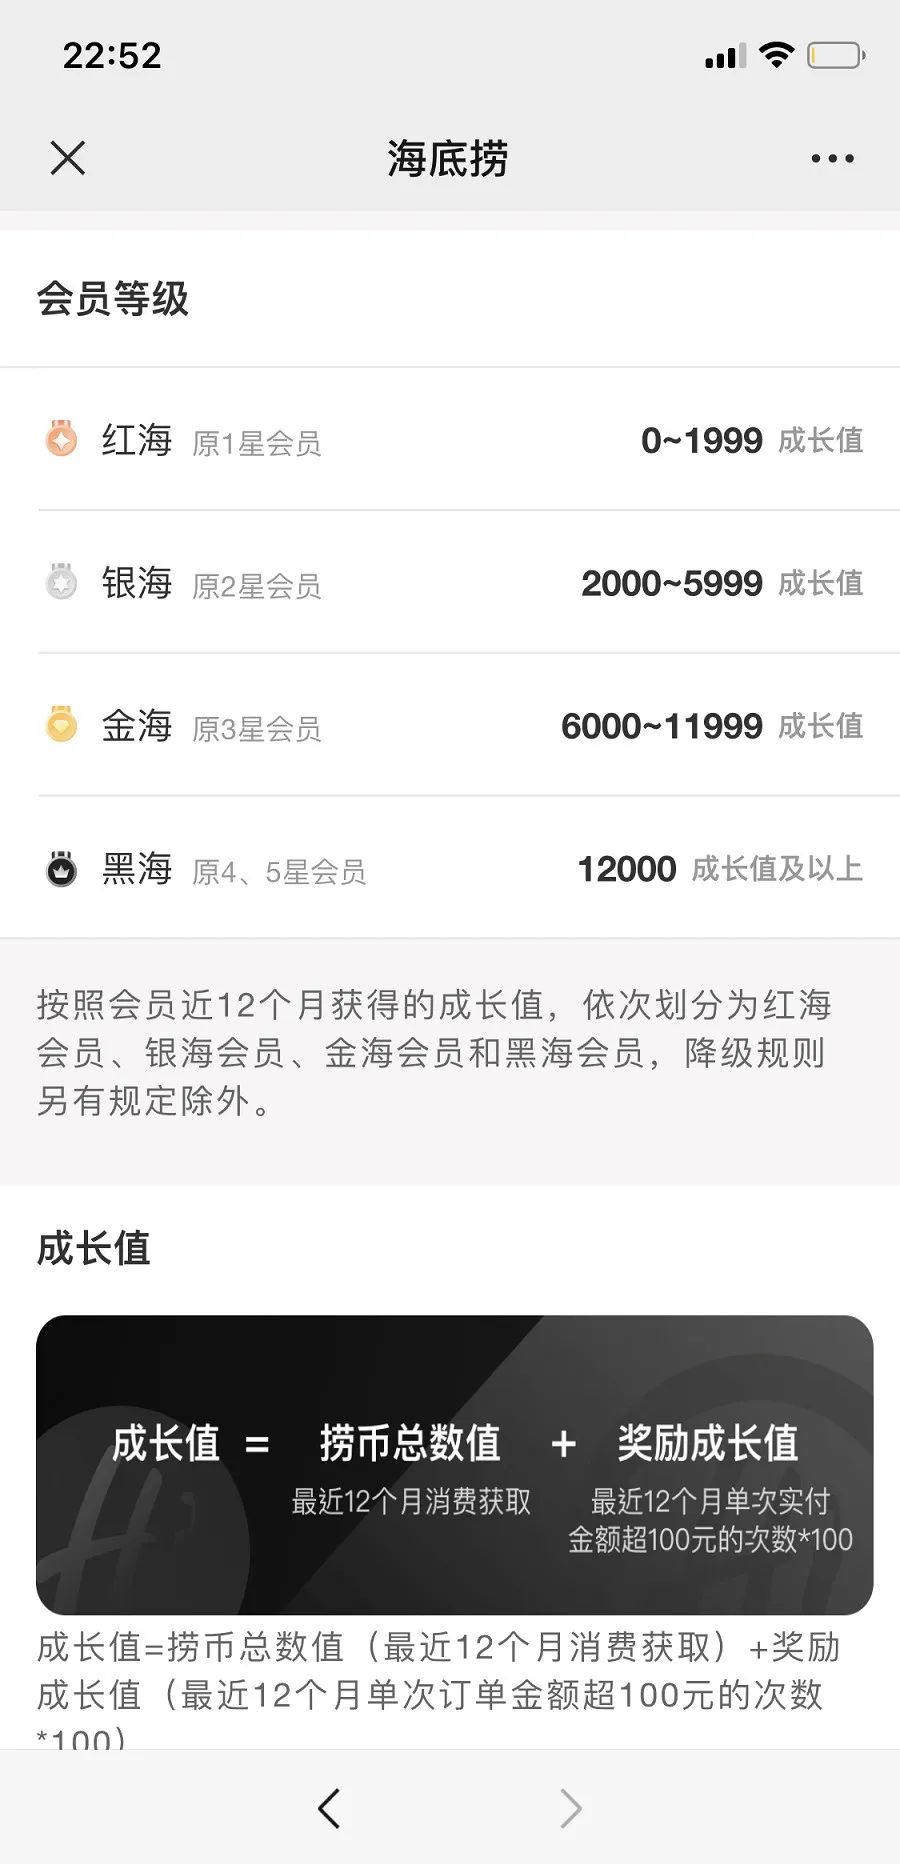 22:52
海底捞
会员等级
红海 原1星会员 0~1999 成长值
银海 原2星会员 2000~5999 成长值
金海 原3星会员 6000~11999 成长值
黑海 原4、5星会员 12000 成长值及以上
按照会员近12个月获得的成长值，依次划分为红海
会员、银海会员、金海会员和黑海会员，降级规则
另有规定除外。
成长值
成长值 = 捞币总数值 + 奖励成长值
最近12个月消费获取 最近12个月单次实付
金额超100元的次数*100
成长值=捞币总数值（最近12个月消费获取）+奖励
成长值（最近12个月单次订单金额超100元的次数
*100）